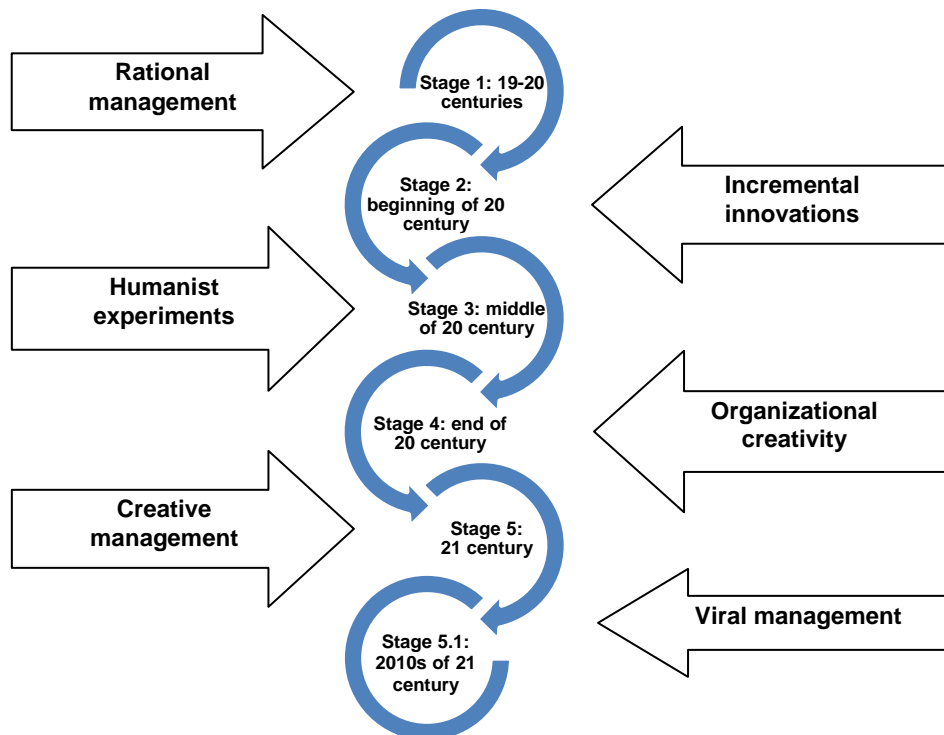 Rational
management
Stage 1: 19-20
centuries
Stage 2:
beginning of 20
century
Incremental
innovations
Humanist
experiments
Stage 3: middle
of 20 century
Stage 4: end of
20 century
Organizational
creativity
Creative
management
Stage 5:
21 century
Viral management
Stage 5.1:
2010s of 21
century